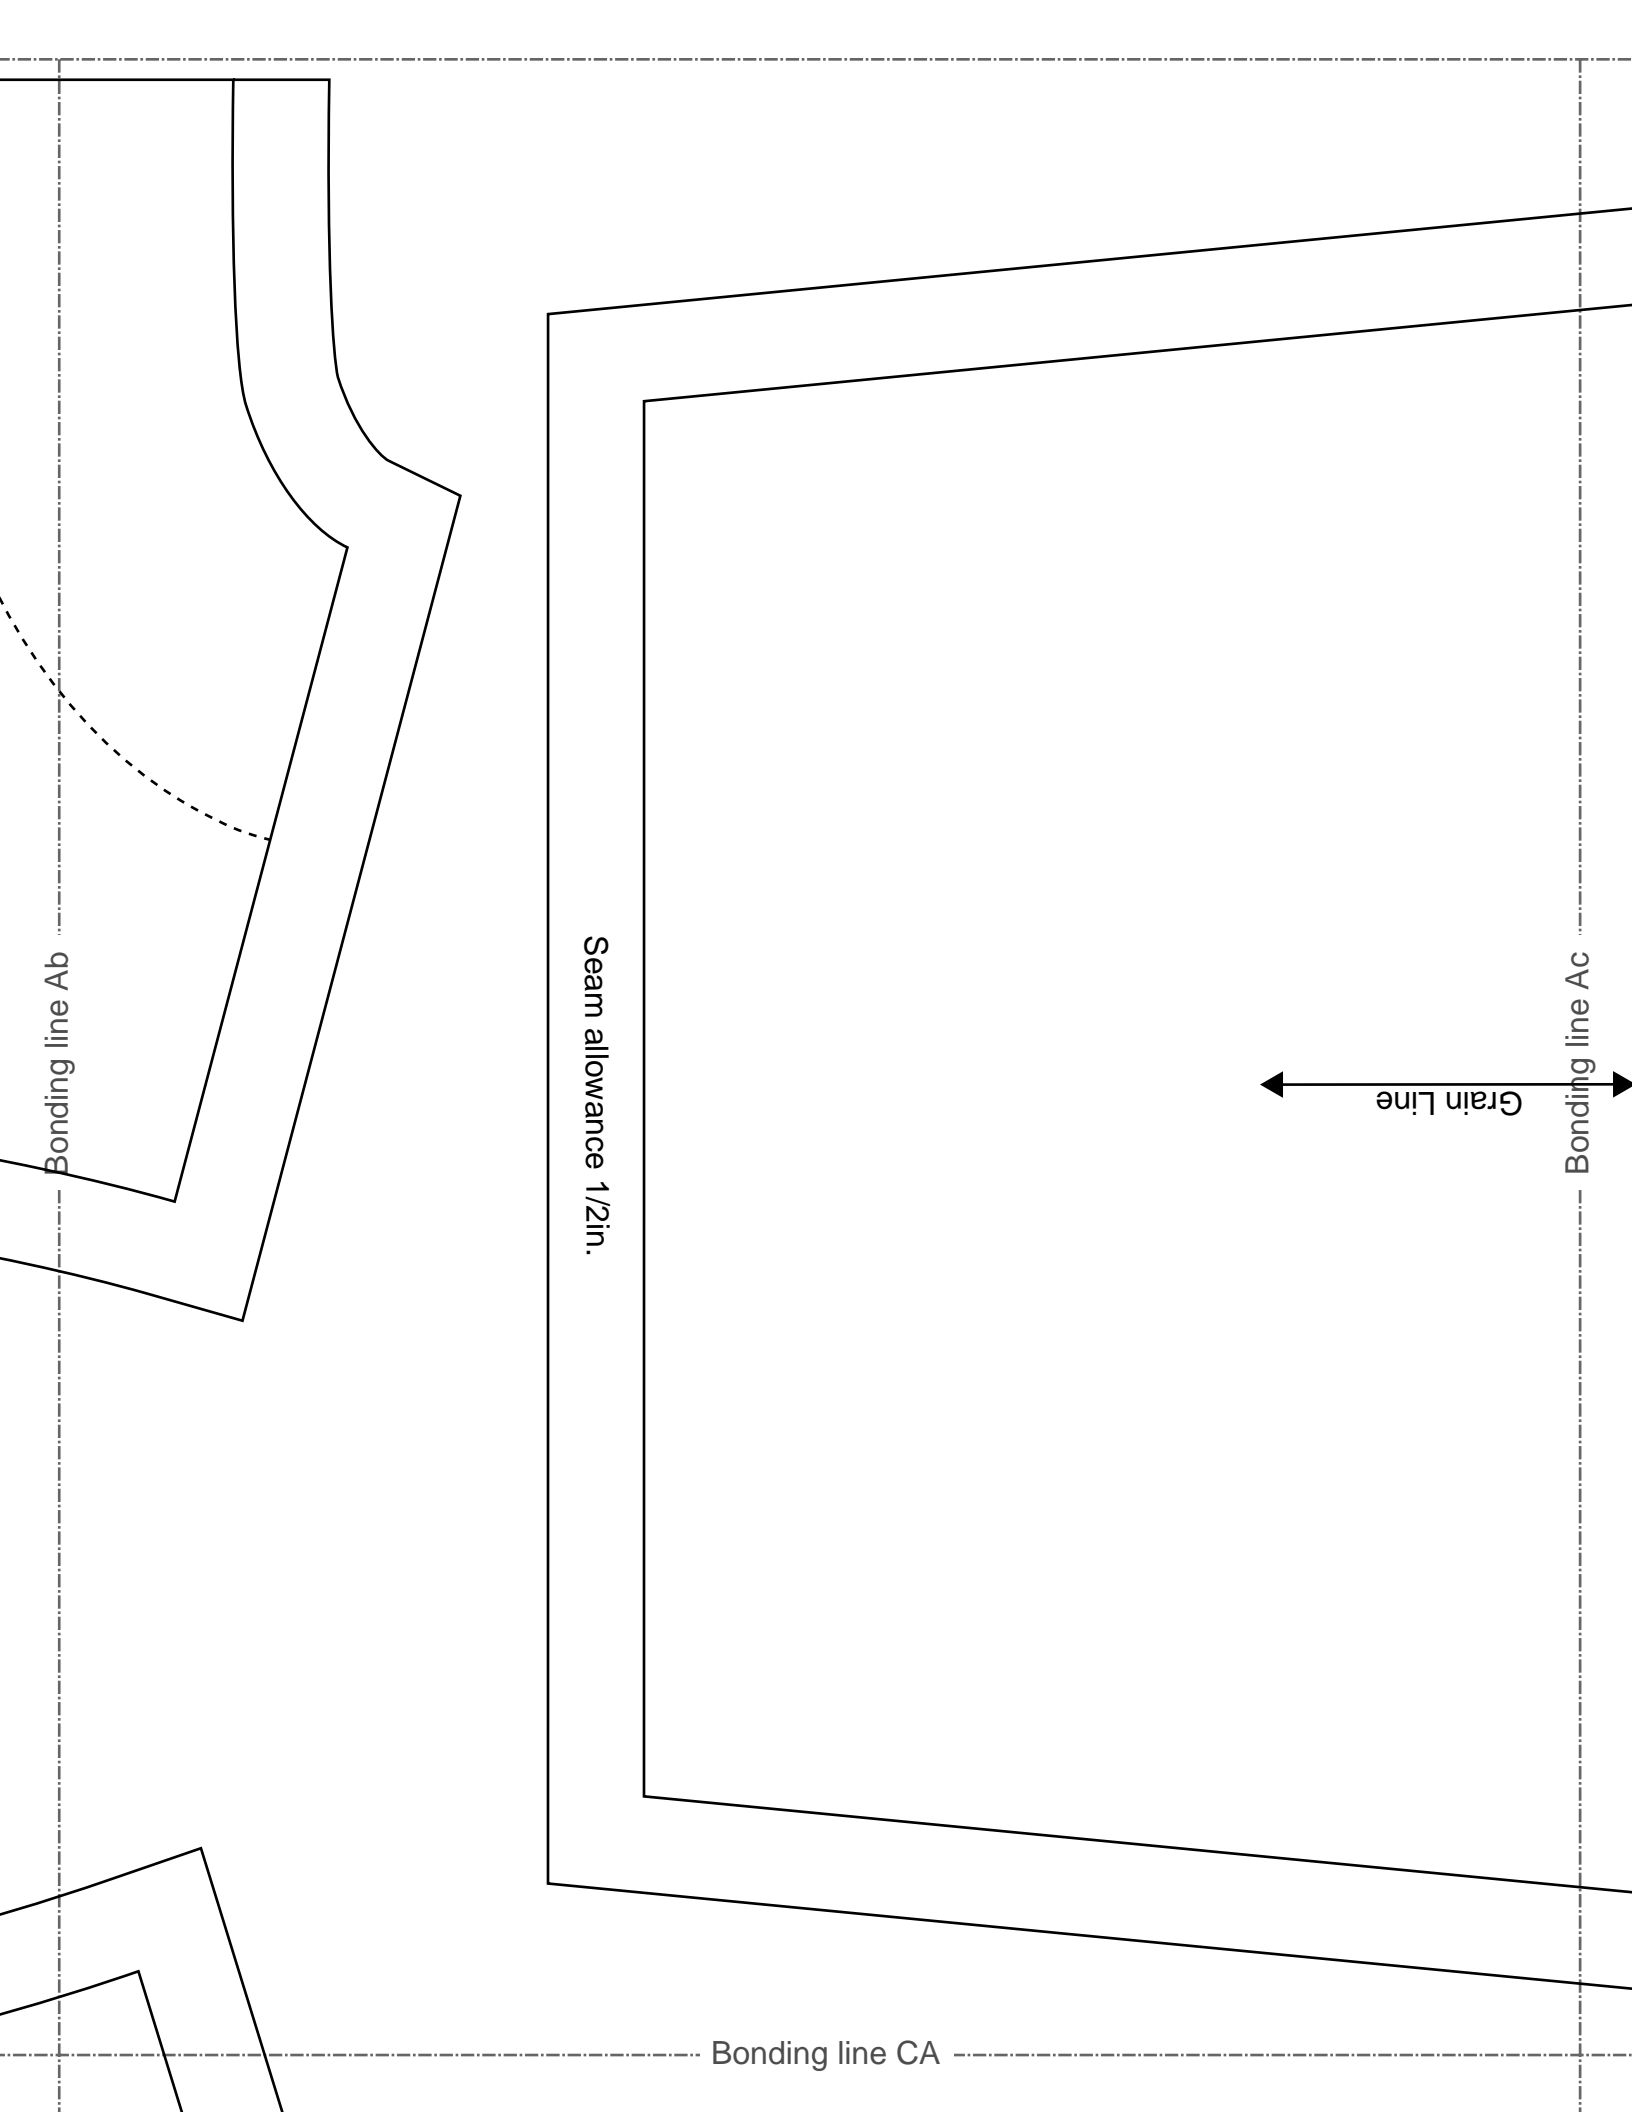 Bonding line Ab
Seam allowance 1/2in.
Grain Line
Bonding line Ac
Bonding line CA